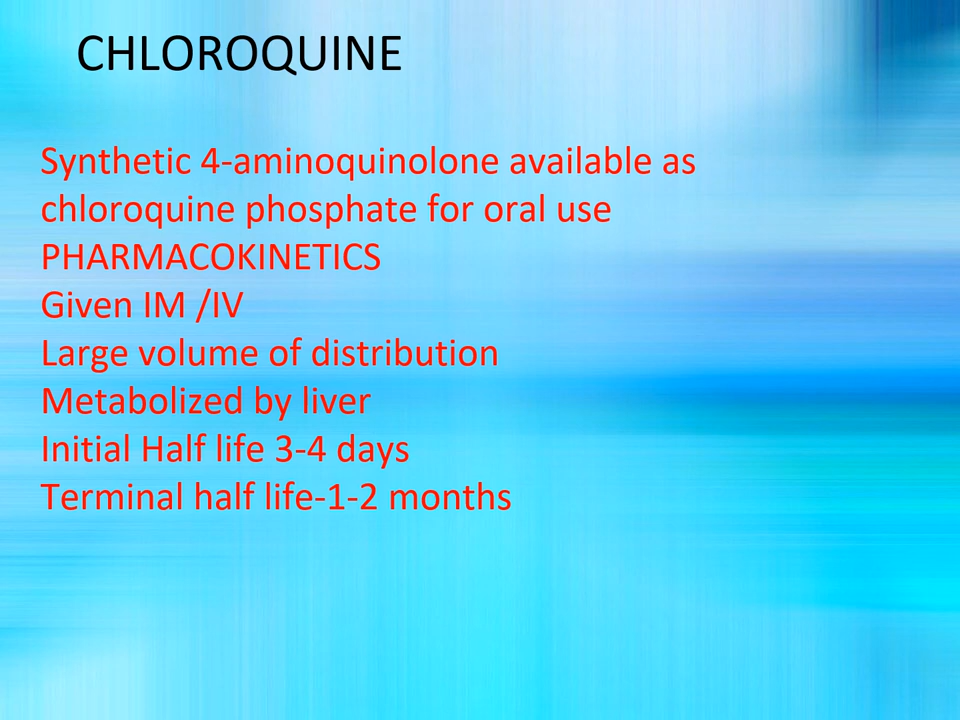 CHLOROQUINE
Synthetic 4-aminoquinolone available as
chloroquine phosphate for oral use
PHARMACOKINETICS
Given IM /IV
Large volume of distribution
Metabolized by liver
Initial Half life 3-4 days
Terminal half life-1-2 months